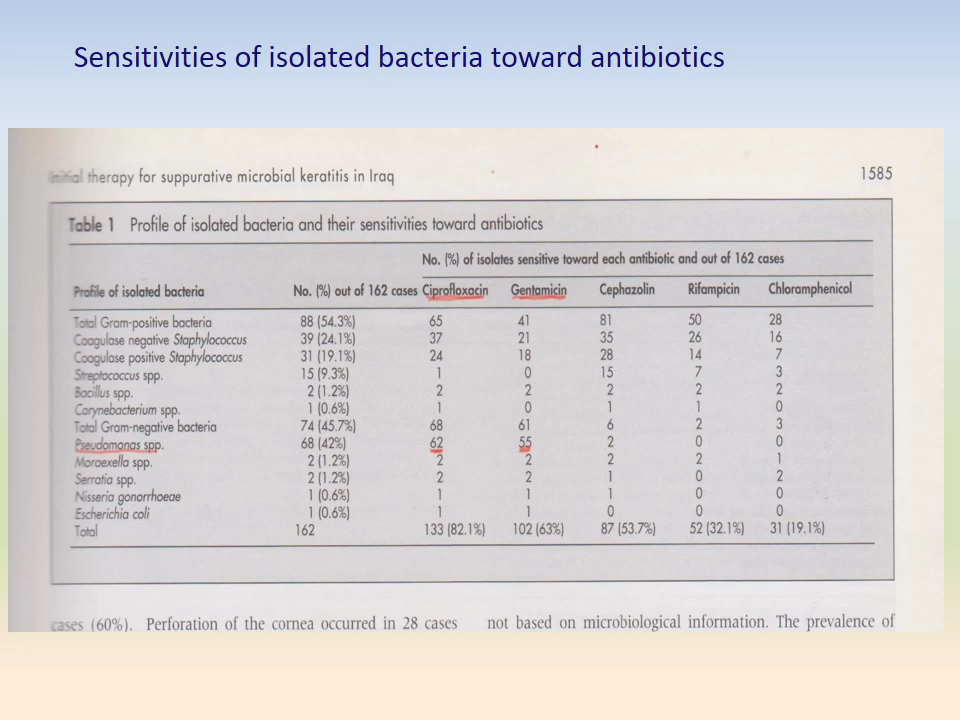 Sensitivities of isolated bacteria toward antibiotics
Initial therapy for suppurative microbial keratitis in Iraq 1585
Table 1 Profile of isolated bacteria and their sensitivities toward antibiotics
No. (%) of isolates sensitive toward each antibiotic and out of 162 cases
Profile of isolated bacteria No. (%) out of 162 cases Ciprofloxacin Gentamicin Cephazolin Rifampicin Chloramphenicol
Total Gram-positive bacteria 88 (54.3%) 65 41 81 50 28
Coagulase negative Staphylococcus 39 (24.1%) 37 21 35 26 16
Coagulase positive Staphylococcus 31 (19.1%) 24 18 28 14 7
Streptococcus spp. 15 (9.3%) 1 0 15 7 3
Bacillus spp. 2 (1.2%) 2 2 2 2 2
Corynebacterium spp. 1 (0.6%) 1 0 1 1 0
Total Gram-negative bacteria 74 (45.7%) 68 61 6 2 3
Pseudomonas spp. 68 (42%) 62 55 2 0 0
Moraexella spp. 2 (1.2%) 2 2 2 2 1
Serratia spp. 2 (1.2%) 2 2 1 0 2
Nisseria gonorrhoeae 1 (0.6%) 1 1 1 0 0
Escherichia coli 1 (0.6%) 1 1 0 0 0
Total 162 133 (82.1%) 102 (63%) 87 (53.7%) 52 (32.1%) 31 (19.1%)
cases (60%). Perforation of the cornea occurred in 28 cases not based on microbiological information. The prevalence of